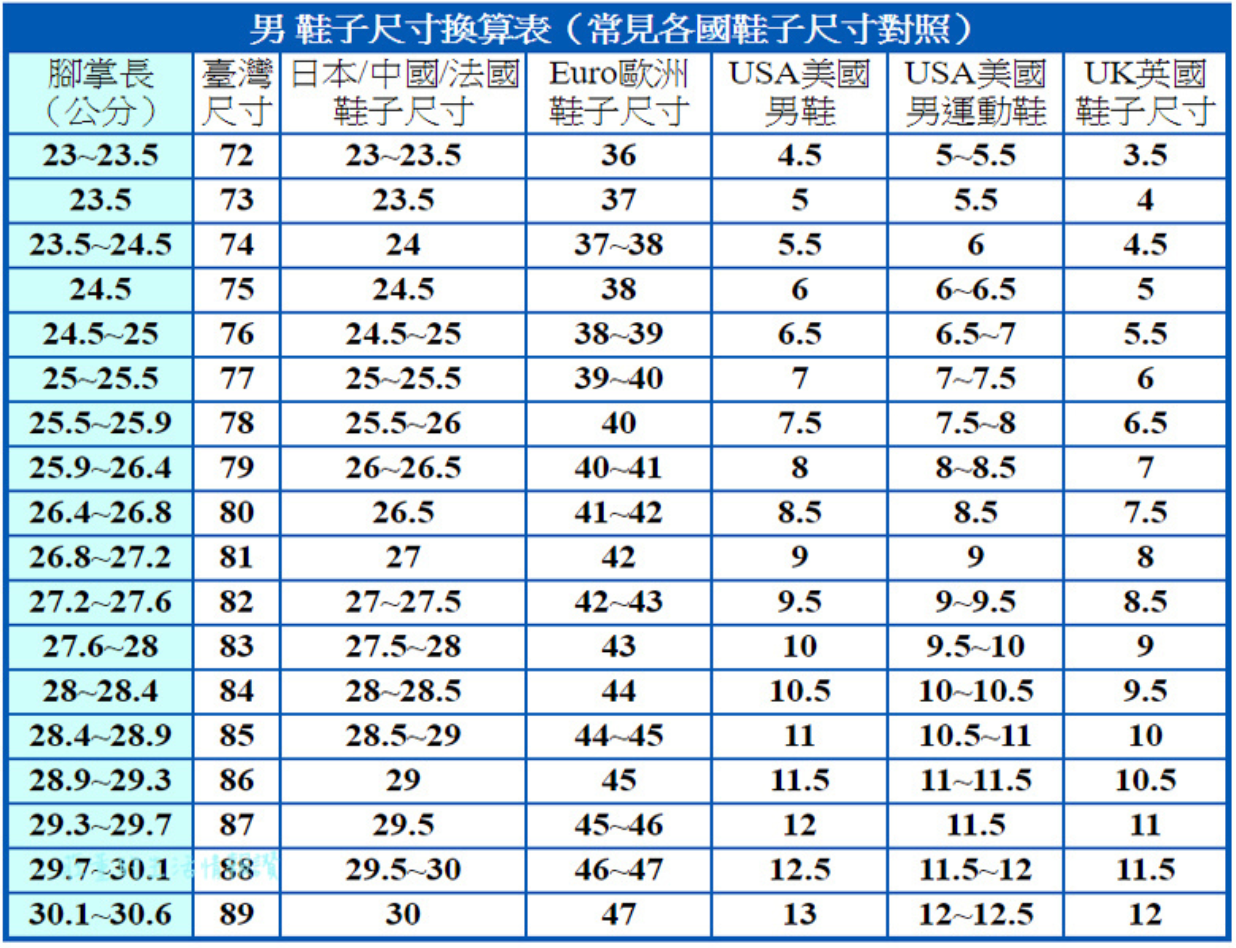 男 鞋子尺寸換算表（常見各國鞋子尺寸對照）
腳掌長（公分） 臺灣尺寸 日本/中國/法國鞋子尺寸 Euro歐洲鞋子尺寸 USA美國男鞋 USA美國男運動鞋 UK英國鞋子尺寸
23~23.5 72 23~23.5 36 4.5 5~5.5 3.5
23.5 73 23.5 37 5 5.5 4
23.5~24.5 74 24 37~38 5.5 6 4.5
24.5 75 24.5 38 6 6~6.5 5
24.5~25 76 24.5~25 38~39 6.5 6.5~7 5.5
25~25.5 77 25~25.5 39~40 7 7~7.5 6
25.5~25.9 78 25.5~26 40 7.5 7.5~8 6.5
25.9~26.4 79 26~26.5 40~41 8 8~8.5 7
26.4~26.8 80 26.5 41~42 8.5 8.5 7.5
26.8~27.2 81 27 42 9 9 8
27.2~27.6 82 27~27.5 42~43 9.5 9~9.5 8.5
27.6~28 83 27.5~28 43 10 9.5~10 9
28~28.4 84 28~28.5 44 10.5 10~10.5 9.5
28.4~28.9 85 28.5~29 44~45 11 10.5~11 10
28.9~29.3 86 29 45 11.5 11~11.5 10.5
29.3~29.7 87 29.5 45~46 12 11.5 11
29.7~30.1 88 29.5~30 46~47 12.5 11.5~12 11.5
30.1~30.6 89 30 47 13 12~12.5 12